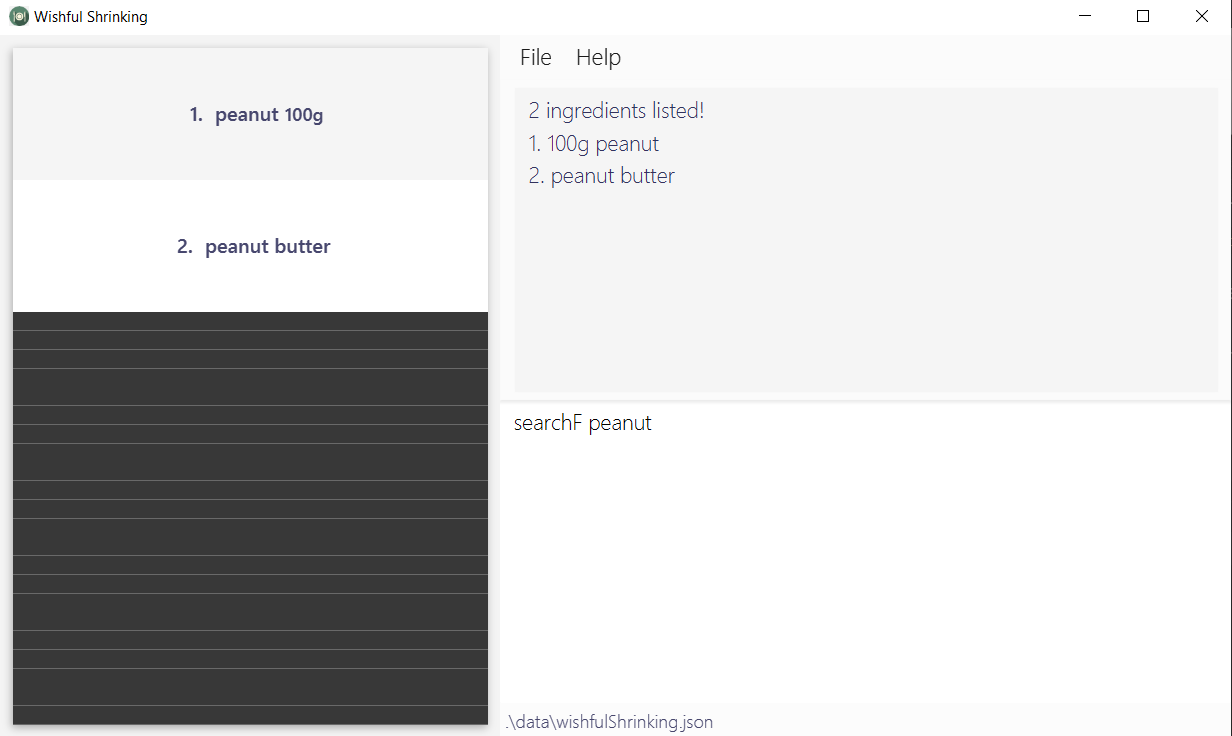 Wishful Shrinking
1. peanut 100g
2. peanut butter
File Help
2 ingredients listed!
1. 100g peanut
2. peanut butter
searchF peanut
.\data\wishfulShrinking.json